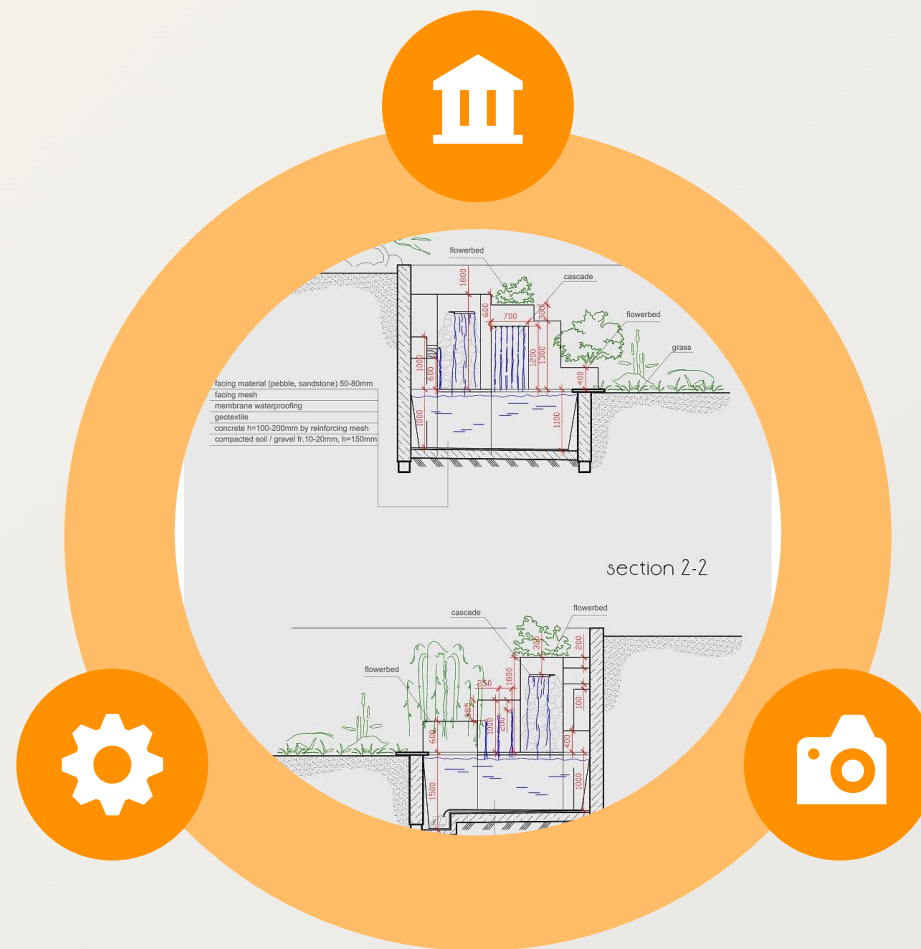 flowerbed
cascade
1800
600
700
300
flowerbed
1200
1300
grass
1000
600
400
facing material (pebble, sandstone) 50-80mm
facing mesh
membrane waterproofing
geotextile
concrete h=100-200mm by reinforcing mesh
compacted soil / gravel fr.10-20mm, h=150mm
1000
1100
section 2-2
cascade
flowerbed
300
200
flowerbed
1800
100
600
1000
400
1500
1000